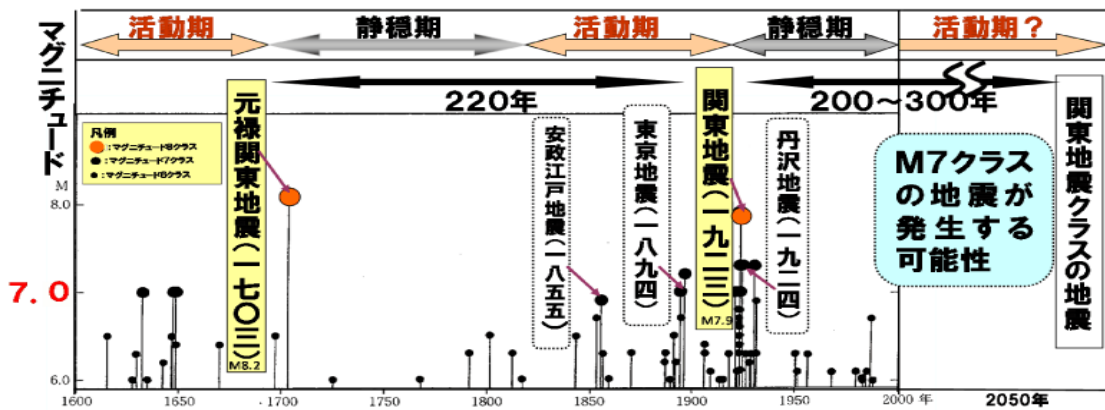 活動期
静穏期
活動期
静穏期
活動期？
マグニチュード
220年
200～300年
凡例
：マグニチュード8クラス
：マグニチュード7クラス
：マグニチュード6クラス
元禄関東地震（一七〇三）
M8.2
安政江戸地震（一八五五）
東京地震（一八九四）
関東地震（一九二三）
M7.9
丹沢地震（一九二四）
M7クラス
の地震が
発生する
可能性
関東地震クラスの地震
M
8.0
7.0
6.0
1600
1650
1700
1750
1800
1850
1900
1950
2000 年
2050年